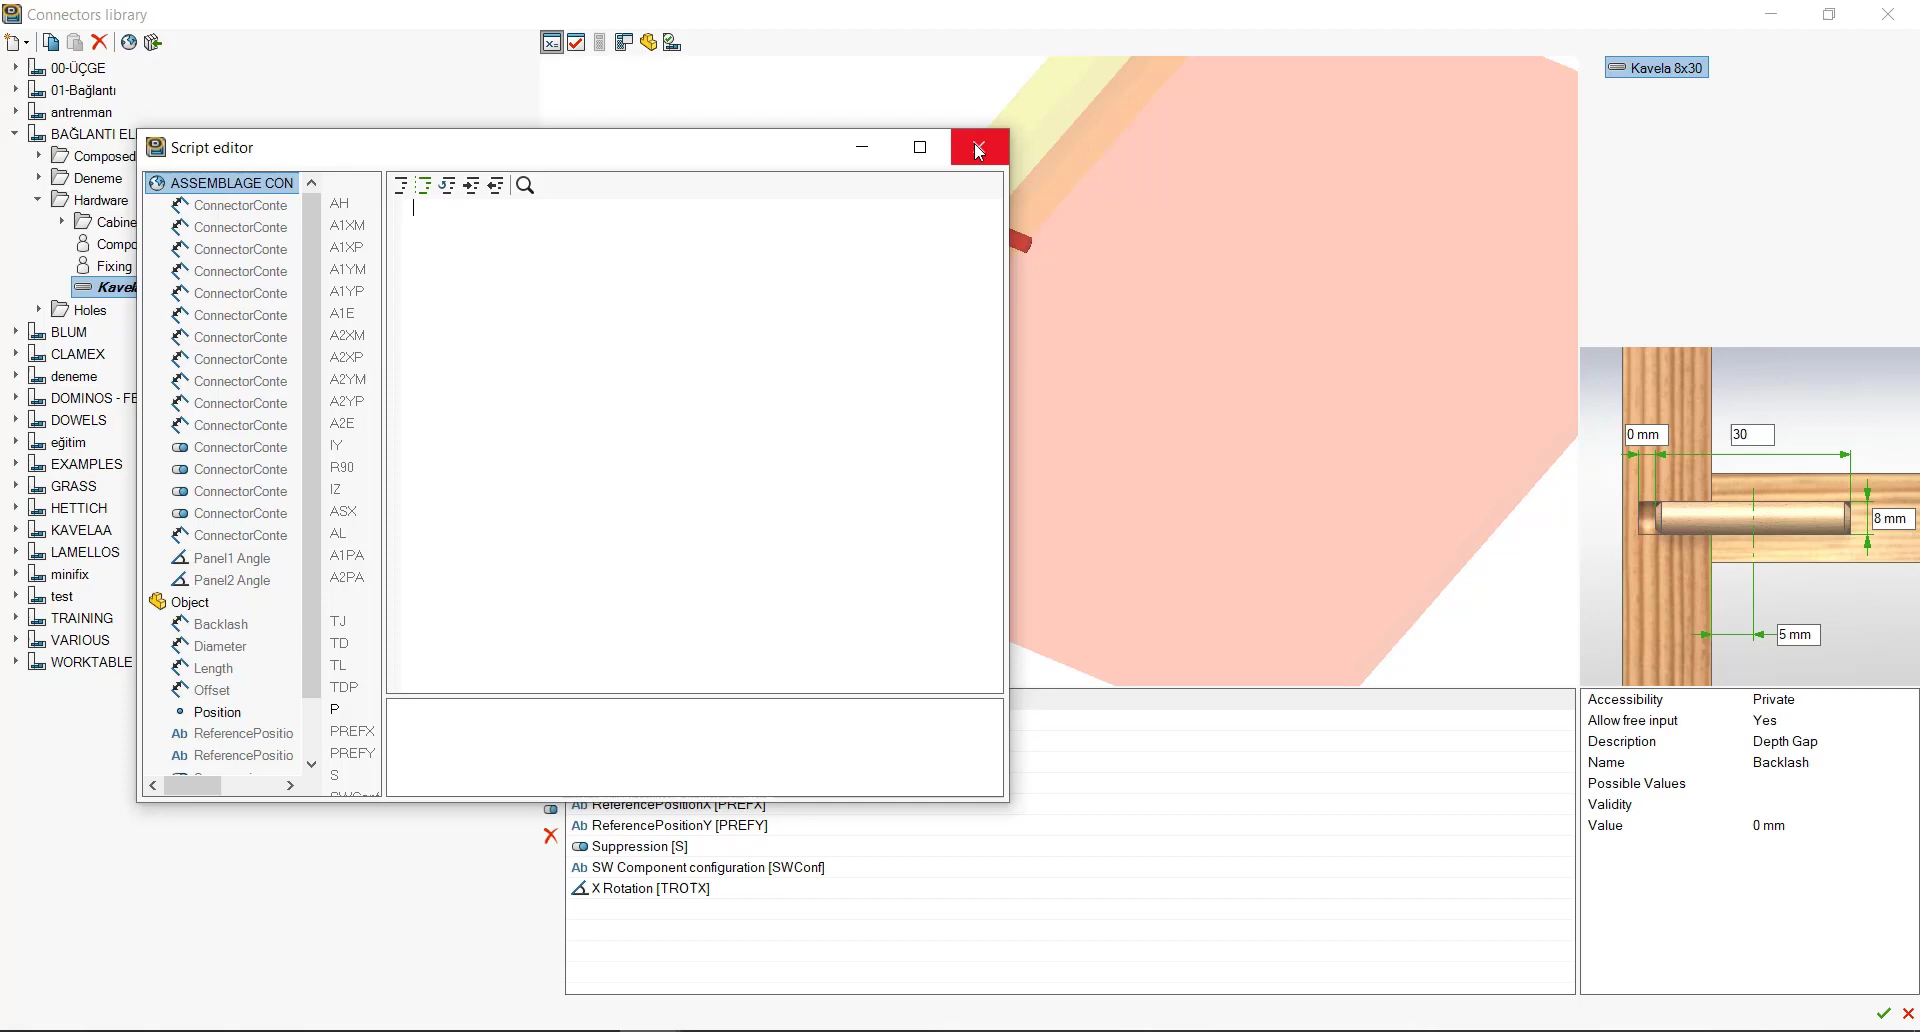 Connectors library
00-ÜÇGE
01-Bağlantı
antrenman
BAĞLANTI EL
Composed
Deneme
Hardware
Cabine
Compo
Fixing
Kavel
Holes
BLUM
CLAMEX
deneme
DOMINOS - FE
DOWELS
eğitim
EXAMPLES
GRASS
HETTICH
KAVELAA
LAMELLOS
minifix
test
TRAINING
VARIOUS
WORKTABLE
Script editor
ASSEMBLAGE CON
ConnectorConte AH
ConnectorConte A1XM
ConnectorConte A1XP
ConnectorConte A1YM
ConnectorConte A1YP
ConnectorConte A1E
ConnectorConte A2XM
ConnectorConte A2XP
ConnectorConte A2YM
ConnectorConte A2YP
ConnectorConte A2E
ConnectorConte IY
ConnectorConte R90
ConnectorConte IZ
ConnectorConte ASX
ConnectorConte AL
Panel1 Angle A1PA
Panel2 Angle A2PA
Object
Backlash TJ
Diameter TD
Length TL
Offset TDP
Position P
Ab ReferencePositio PREFX
Ab ReferencePositio PREFY
S
Ab ReferencePositionX [PREFX]
Ab ReferencePositionY [PREFY]
Suppression [S]
Ab SW Component configuration [SWConf]
X Rotation [TROTX]
Kavela 8x30
0 mm
30
8 mm
5 mm
Accessibility Private
Allow free input Yes
Description Depth Gap
Name Backlash
Possible Values
Validity
Value 0 mm